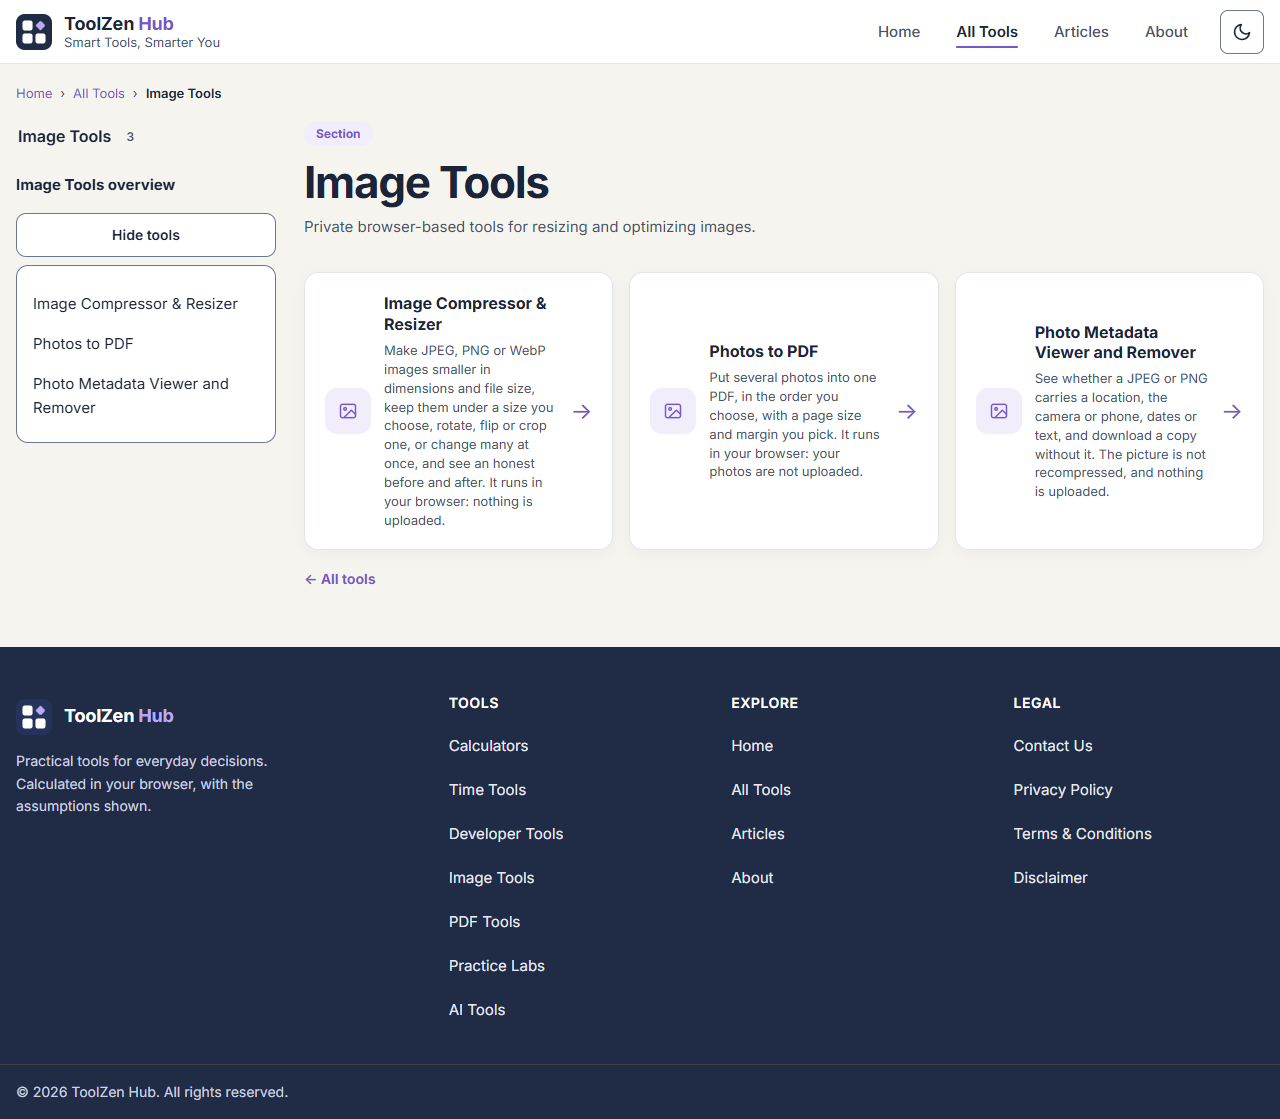 ToolZen Hub
Smart Tools, Smarter You
Home
All Tools
Articles
About
Home › All Tools › Image Tools
Image Tools 3
Image Tools overview
Hide tools
Image Compressor & Resizer
Photos to PDF
Photo Metadata Viewer and
Remover
Section
Image Tools
Private browser-based tools for resizing and optimizing images.
Image Compressor &
Resizer
Make JPEG, PNG or WebP
images smaller in
dimensions and file size,
keep them under a size you
choose, rotate, flip or crop
one, or change many at
once, and see an honest
before and after. It runs in
your browser: nothing is
uploaded.
→
Photos to PDF
Put several photos into one
PDF, in the order you
choose, with a page size
and margin you pick. It runs
in your browser: your
photos are not uploaded.
→
Photo Metadata
Viewer and Remover
See whether a JPEG or PNG
carries a location, the
camera or phone, dates or
text, and download a copy
without it. The picture is not
recompressed, and nothing
is uploaded.
→
← All tools
ToolZen Hub
Practical tools for everyday decisions.
Calculated in your browser, with the
assumptions shown.
TOOLS
Calculators
Time Tools
Developer Tools
Image Tools
PDF Tools
Practice Labs
AI Tools
EXPLORE
Home
All Tools
Articles
About
LEGAL
Contact Us
Privacy Policy
Terms & Conditions
Disclaimer
© 2026 ToolZen Hub. All rights reserved.